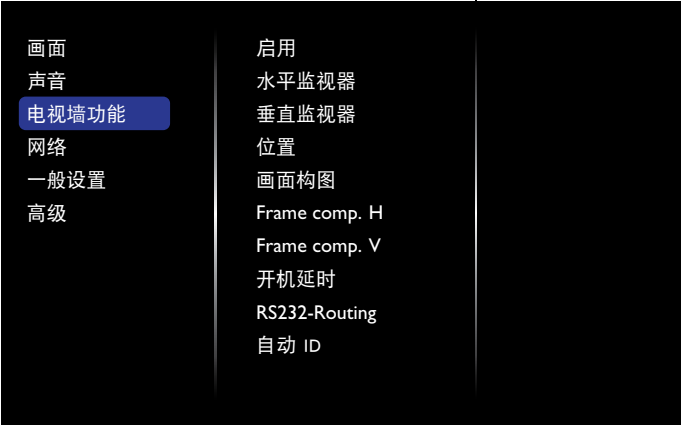 画面
声音
电视墙功能
网络
一般设置
高级
启用
水平监视器
垂直监视器
位置
画面构图
Frame comp. H
Frame comp. V
开机延时
RS232-Routing
自动 ID